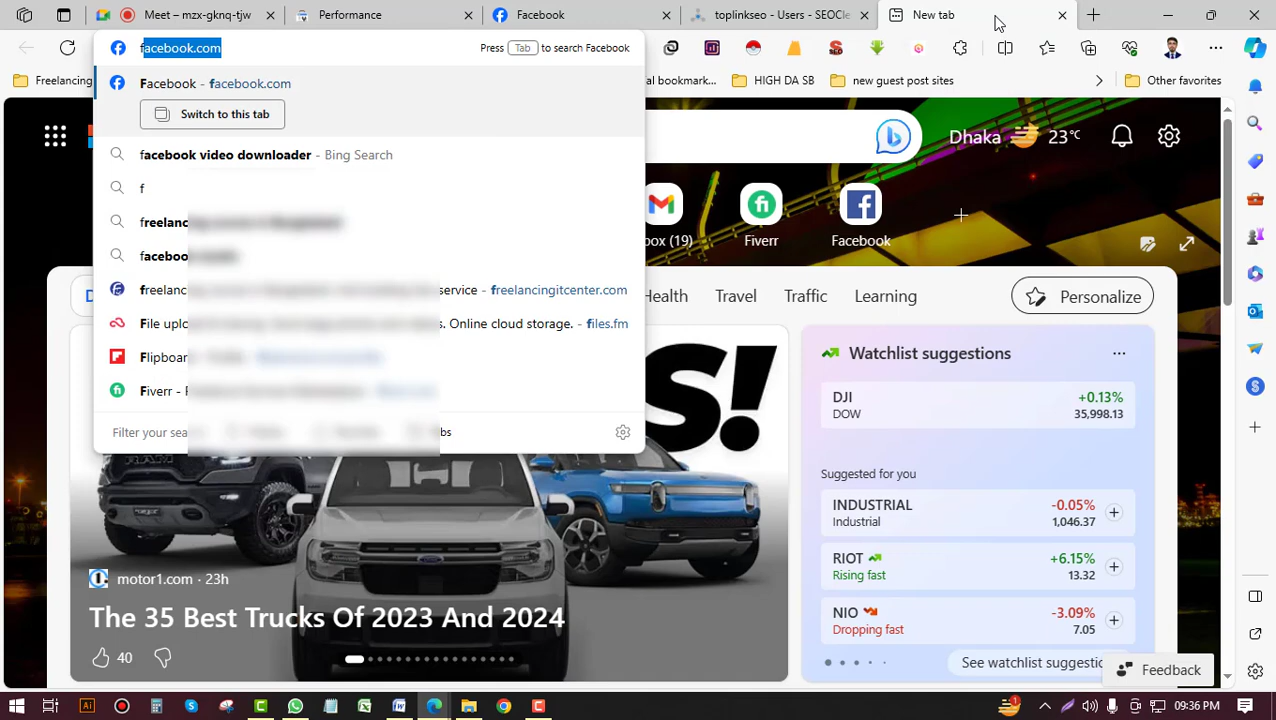 Meet – mzx-gknq-tjw
Performance
Facebook
toplinkseo - Users - SEOCle
New tab
facebook.com
Press Tab to search Facebook
Facebook - facebook.com
Switch to this tab
facebook video downloader - Bing Search
f
freelanc
faceboo
freelanc service - freelancingitcenter.com
File uplo . Online cloud storage. - files.fm
Flipboar
Fiverr -
Filter your sea
Freelancing
al bookmark...
HIGH DA SB
new guest post sites
Other favorites
Dhaka 23°C
box (19)
Fiverr
Facebook
Health
Travel
Traffic
Learning
Personalize
S!
motor1.com · 23h
The 35 Best Trucks Of 2023 And 2024
40
Watchlist suggestions
DJI +0.13%
DOW 35,998.13
Suggested for you
INDUSTRIAL -0.05%
Industrial 1,046.37
RIOT +6.15%
Rising fast 13.32
NIO -3.09%
Dropping fast 7.05
See watchlist suggestio
Feedback
09:36 PM